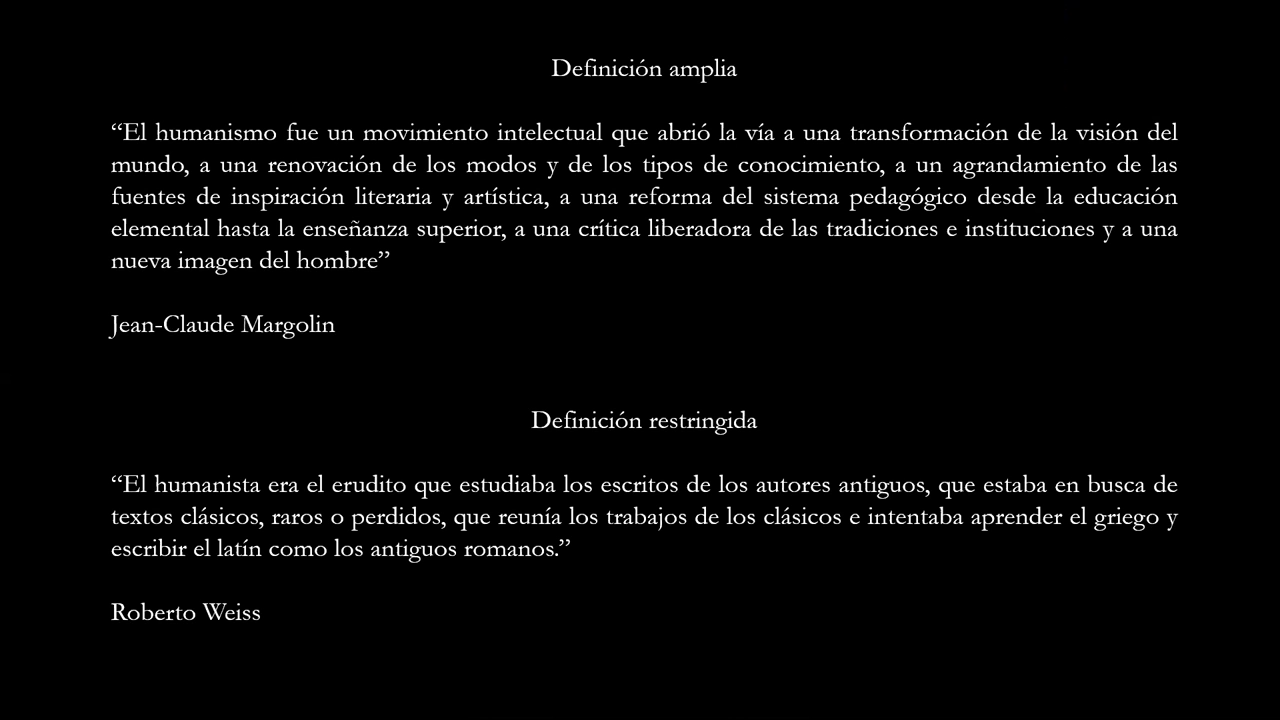 Definición amplia
“El humanismo fue un movimiento intelectual que abrió la vía a una transformación de la visión del
mundo, a una renovación de los modos y de los tipos de conocimiento, a un agrandamiento de las
fuentes de inspiración literaria y artística, a una reforma del sistema pedagógico desde la educación
elemental hasta la enseñanza superior, a una crítica liberadora de las tradiciones e instituciones y a una
nueva imagen del hombre”
Jean-Claude Margolin
Definición restringida
“El humanista era el erudito que estudiaba los escritos de los autores antiguos, que estaba en busca de
textos clásicos, raros o perdidos, que reunía los trabajos de los clásicos e intentaba aprender el griego y
escribir el latín como los antiguos romanos.”
Roberto Weiss